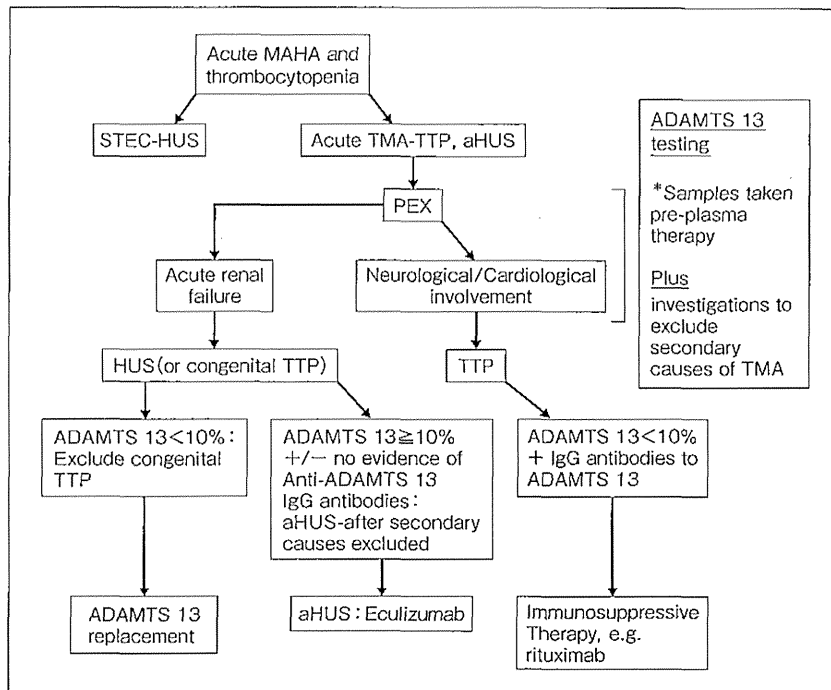 Acute MAHA and
thrombocytopenia
STEC-HUS
Acute TMA-TTP, aHUS
PEX
Acute renal
failure
Neurological/Cardiological
involvement
HUS(or congenital TTP)
TTP
ADAMTS 13<10%:
Exclude congenital
TTP
ADAMTS 13≧10%
+/− no evidence of
Anti-ADAMTS 13
IgG antibodies:
aHUS-after secondary
causes excluded
ADAMTS 13<10%
+ IgG antibodies to
ADAMTS 13
ADAMTS 13
replacement
aHUS:Eculizumab
Immunosuppressive
Therapy, e.g.
rituximab
ADAMTS 13
testing
*Samples taken
pre-plasma
therapy
Plus
investigations to
exclude
secondary
causes of TMA